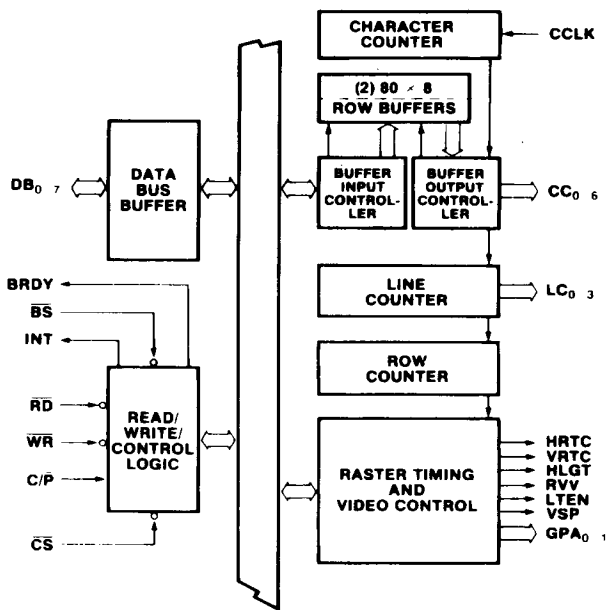 CHARACTER
COUNTER
CCLK
(2) 80 × 8
ROW BUFFERS
DB0 7
DATA
BUS
BUFFER
BUFFER
INPUT
CONTROL-
LER
BUFFER
OUTPUT
CONTROL-
LER
CC0 6
BRDY
BS
INT
RD
WR
C/P
CS
READ/
WRITE/
CONTROL
LOGIC
LINE
COUNTER
LC0 3
ROW
COUNTER
RASTER TIMING
AND
VIDEO CONTROL
HRTC
VRTC
HLGT
RVV
LTEN
VSP
GPA0 1